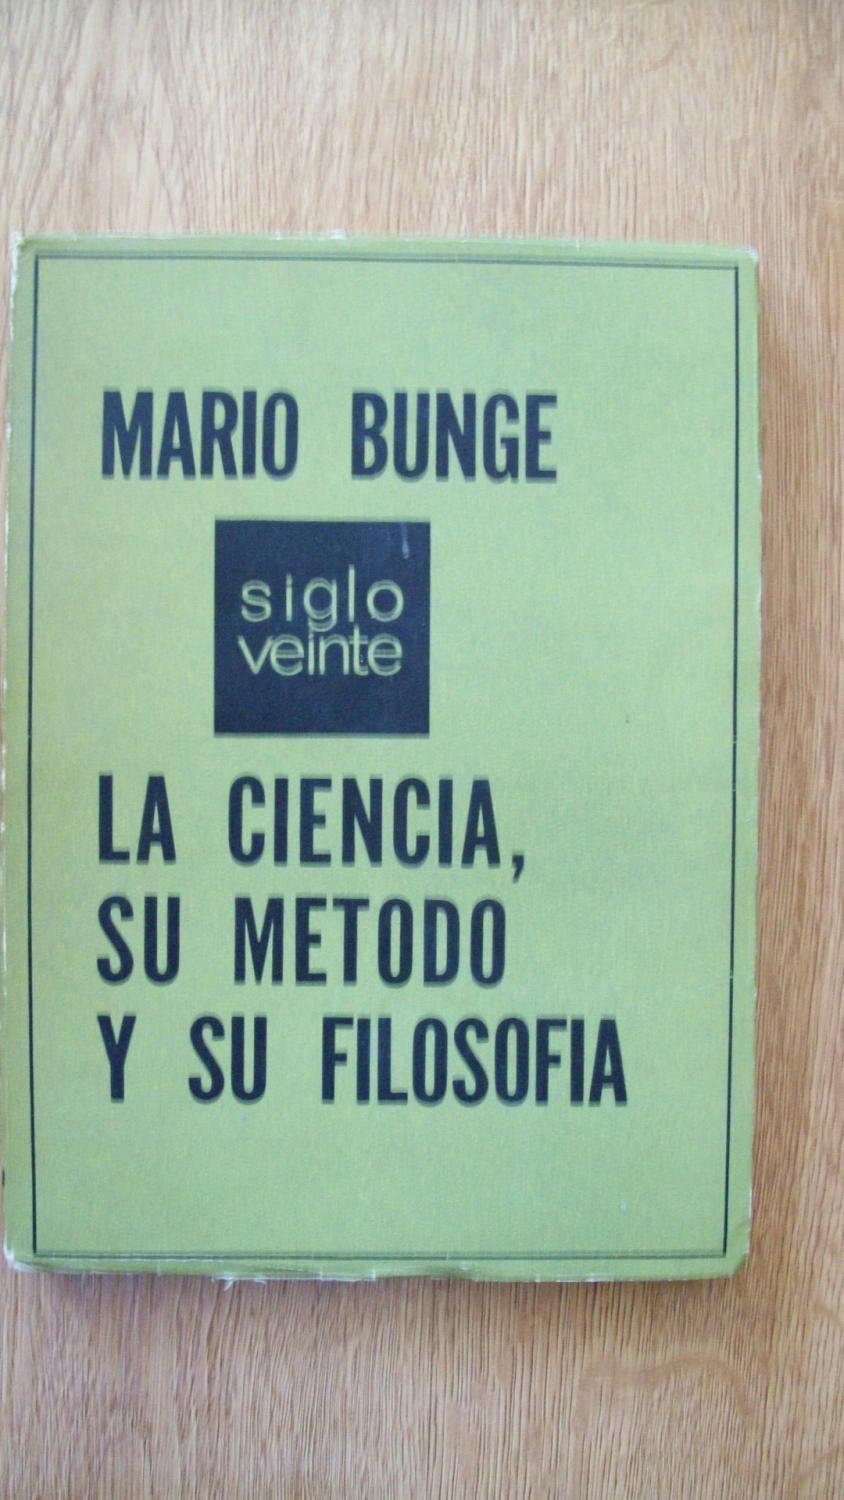 MARIO BUNGE
siglo
veinte
LA CIENCIA,
SU METODO
Y SU FILOSOFIA